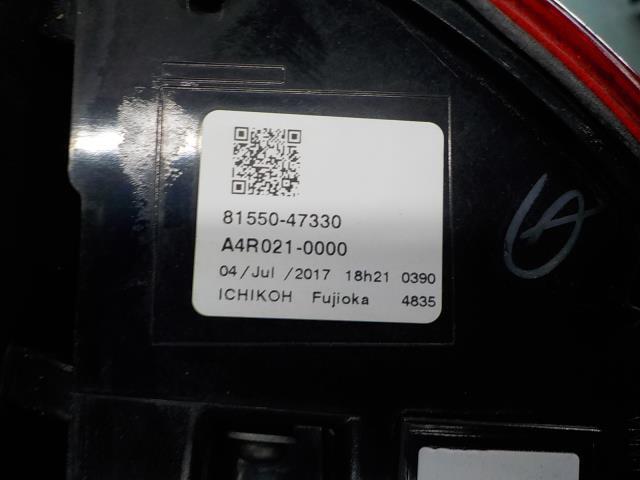 81550-47330
A4R021-0000
04/Jul /2017 18h21 0390
ICHIKOH Fujioka 4835